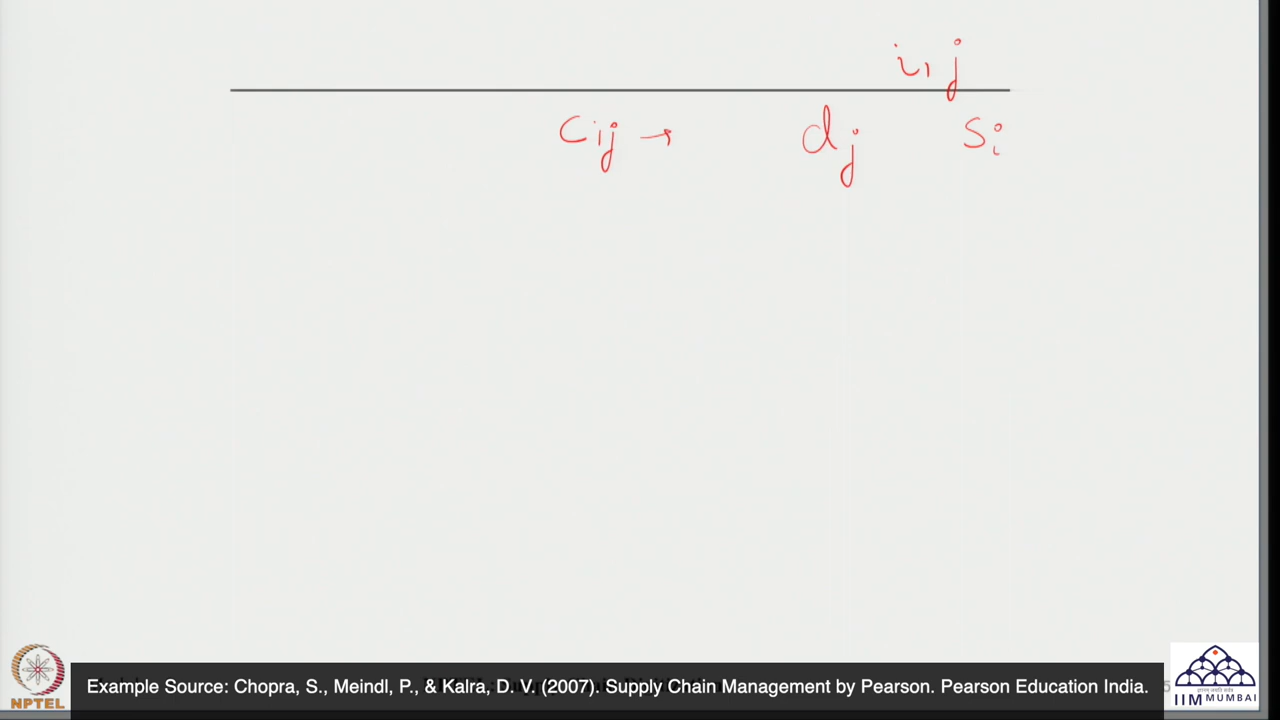 i, j
Cij → dj Si
Example Source: Chopra, S., Meindl, P., & Kalra, D. V. (2007). Supply Chain Management by Pearson. Pearson Education India.
NPTEL
IIM MUMBAI